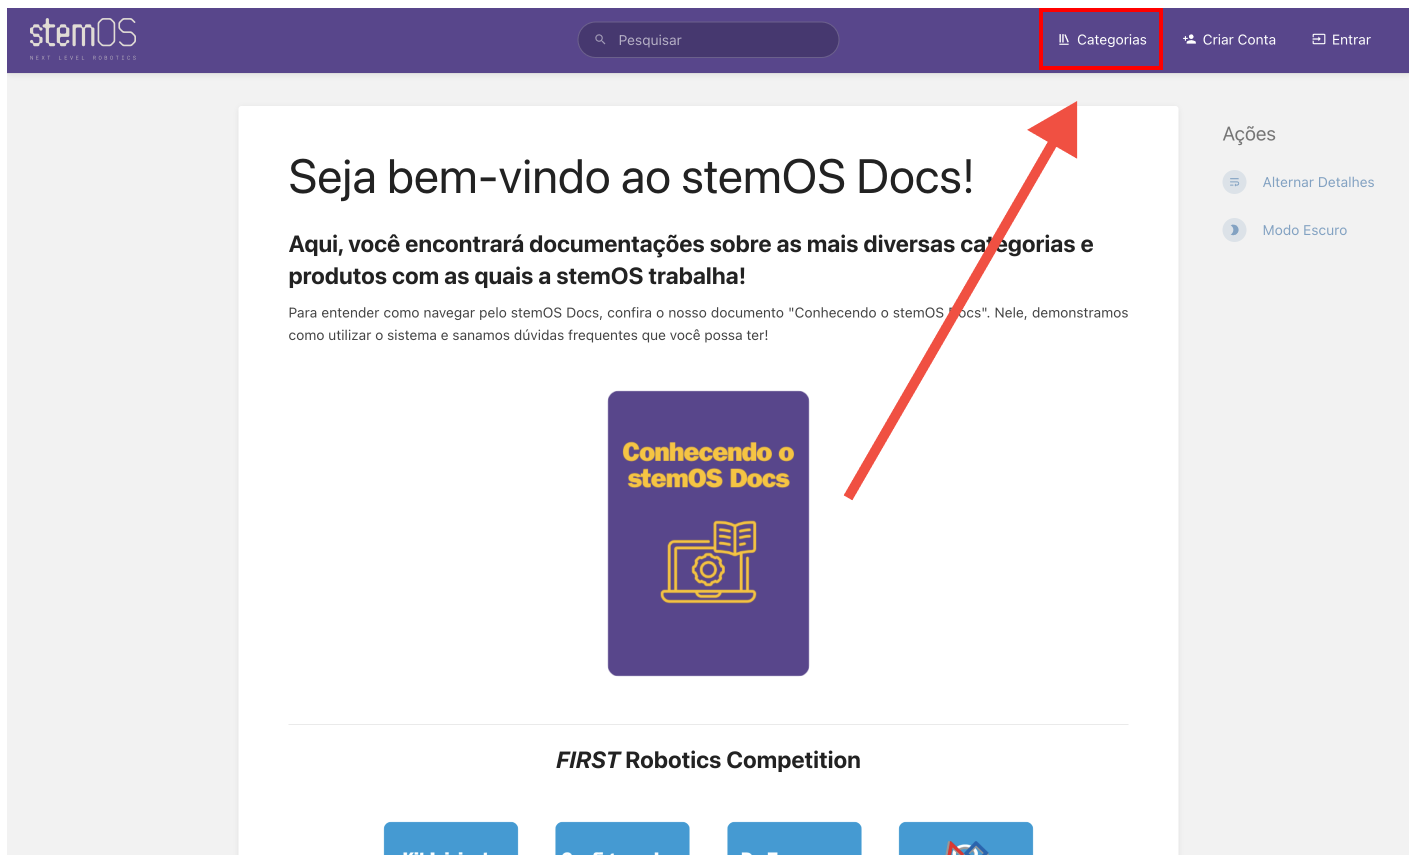 stemOS
NEXT LEVEL ROBOTICS
Pesquisar
Categorias
Criar Conta
Entrar
Seja bem-vindo ao stemOS Docs!
Aqui, você encontrará documentações sobre as mais diversas categorias e
produtos com as quais a stemOS trabalha!
Para entender como navegar pelo stemOS Docs, confira o nosso documento "Conhecendo o stemOS Docs". Nele, demonstramos
como utilizar o sistema e sanamos dúvidas frequentes que você possa ter!
Conhecendo o
stemOS Docs
FIRST Robotics Competition
Ações
Alternar Detalhes
Modo Escuro